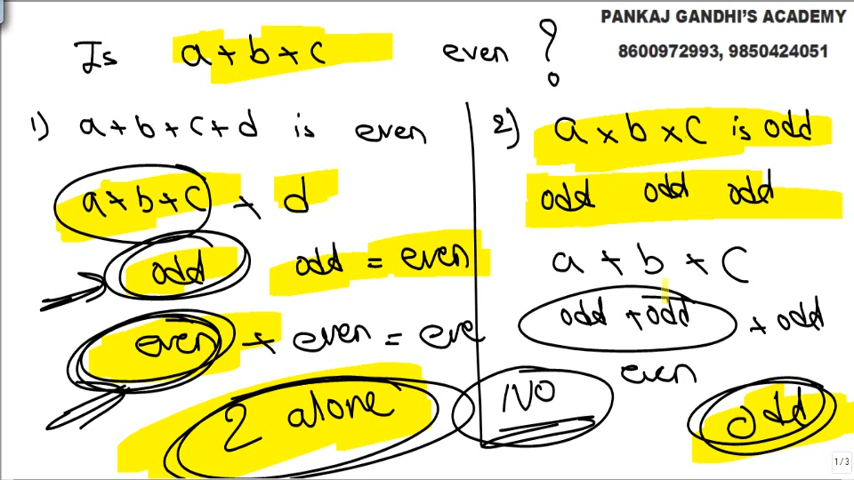 PANKAJ GANDHI'S ACADEMY
8600972993, 9850424051
Is a+b+c even ?
1) a+b+c+d is even
a+b+c + d
odd odd = even
even + even = eve
2 alone
2) a×b×c is odd
odd odd odd
a + b + c
odd + odd + odd
even
NO
odd
1/3